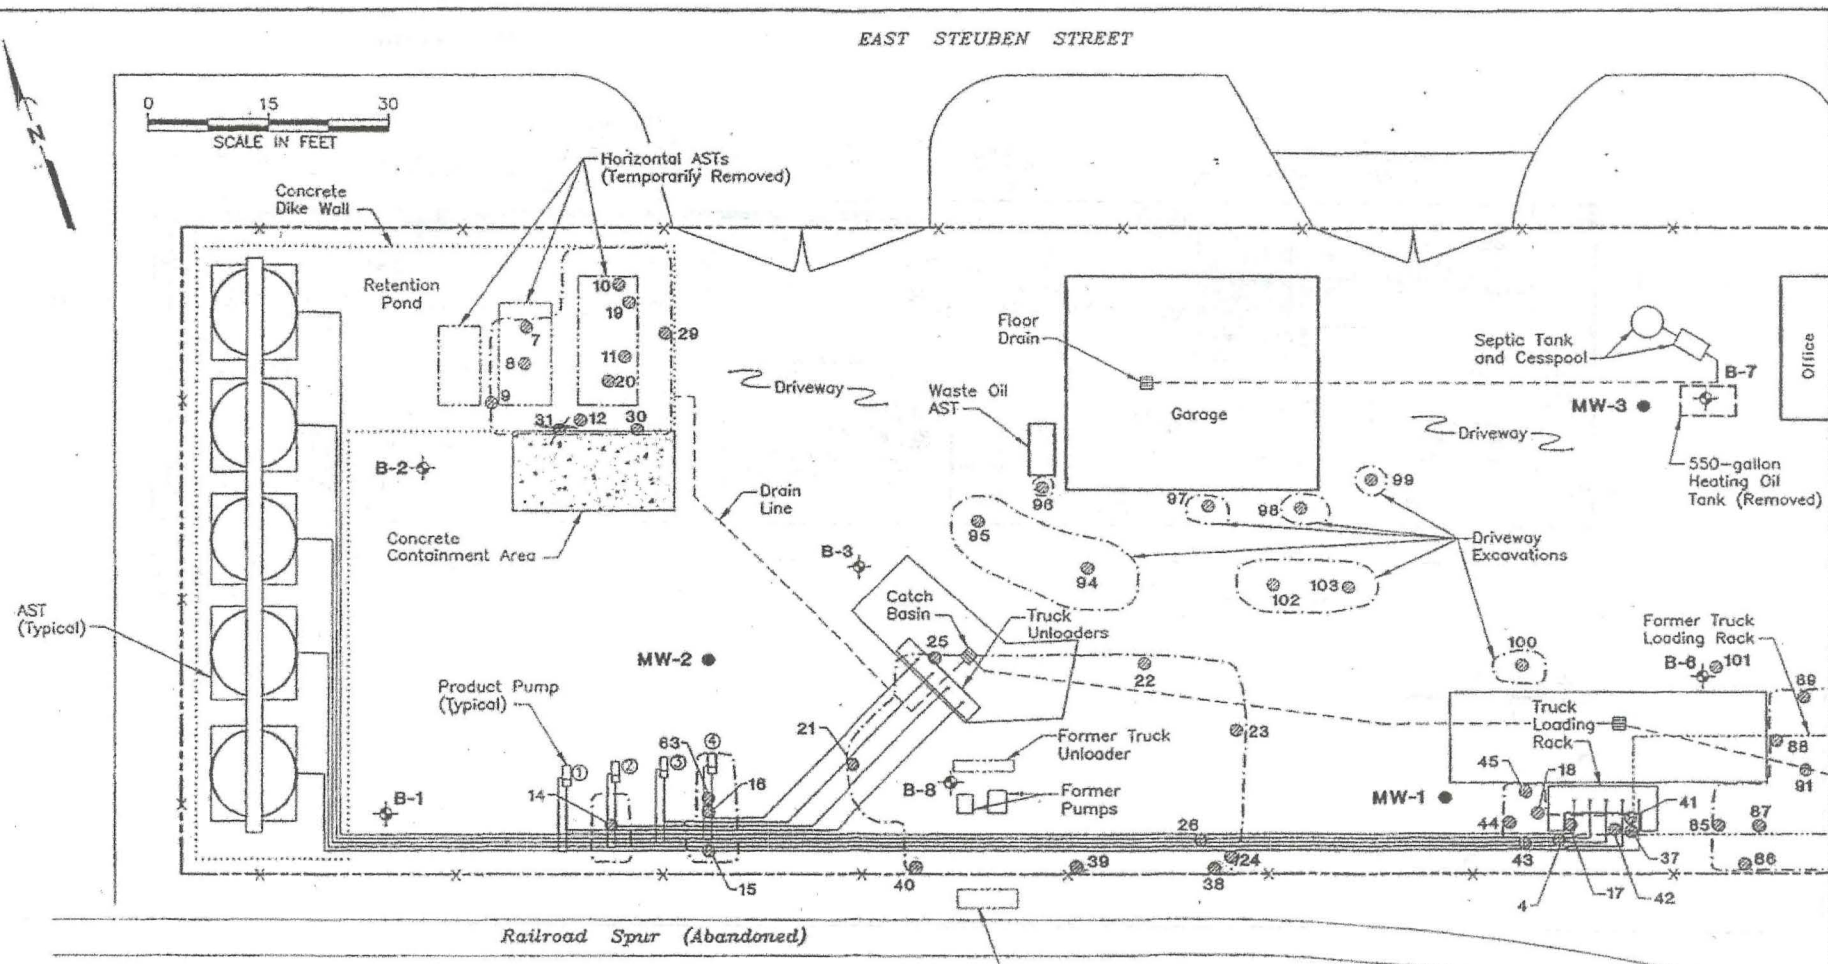 EAST STEUBEN STREET
N
0 15 30
SCALE IN FEET
Horizontal ASTs
(Temporarily Removed)
Concrete
Dike Wall
Retention
Pond
10
19
29
7
8
11
20
9
31
12
30
B-2
Concrete
Containment Area
Drain
Line
Driveway
Floor
Drain
Waste Oil
AST
Garage
96
97
98
99
95
94
102
103
Driveway
Driveway
Excavations
Septic Tank
and Cesspool
B-7
MW-3
Office
550-gallon
Heating Oil
Tank (Removed)
B-3
Catch
Basin
Truck
Unloaders
25
22
23
21
AST
(Typical)
MW-2
Product Pump
(Typical)
63
1
2
3
4
14
16
15
B-1
Former Truck
Unloader
B-8
Former
Pumps
26
24
40
39
38
100
Former Truck
Loading Rack
B-6
101
89
88
91
Truck
Loading
Rack
45
18
41
MW-1
44
43
4
17
42
37
85
87
86
Railroad Spur (Abandoned)